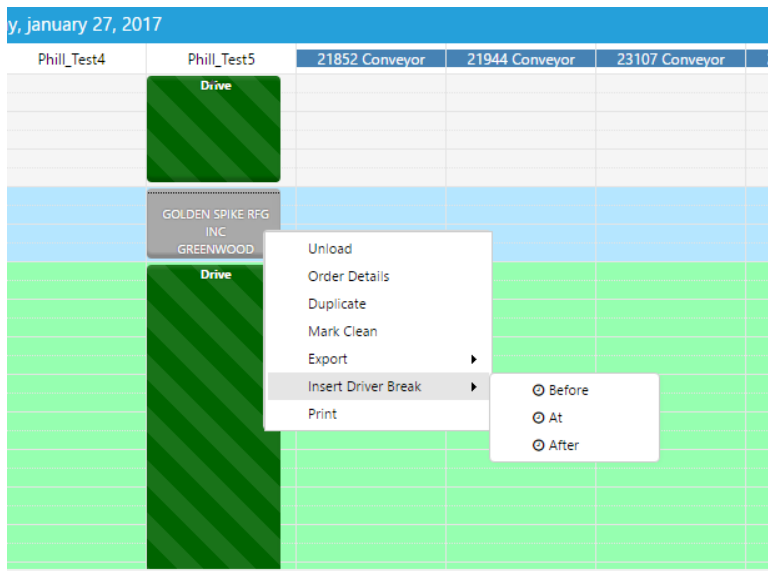 y, january 27, 2017
Phill_Test4
Phill_Test5
21852 Conveyor
21944 Conveyor
23107 Conveyor
Drive
GOLDEN SPIKE RFG
INC
GREENWOOD
Drive
Unload
Order Details
Duplicate
Mark Clean
Export
Insert Driver Break
Print
Before
At
After